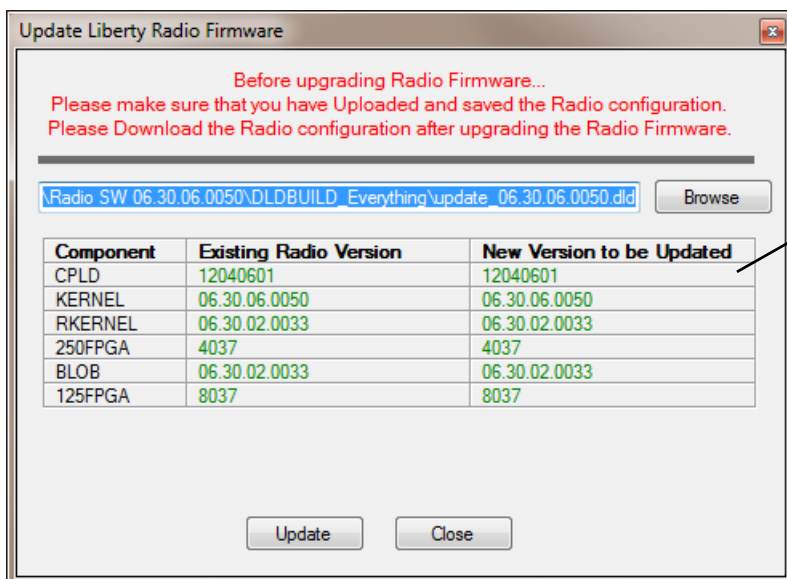 Update Liberty Radio Firmware
Before upgrading Radio Firmware...
Please make sure that you have Uploaded and saved the Radio configuration.
Please Download the Radio configuration after upgrading the Radio Firmware.
\Radio SW 06.30.06.0050\DLDBUILD_Everything\update_06.30.06.0050.dld Browse
Component Existing Radio Version New Version to be Updated
CPLD 12040601 12040601
KERNEL 06.30.06.0050 06.30.06.0050
RKERNEL 06.30.02.0033 06.30.02.0033
250FPGA 4037 4037
BLOB 06.30.02.0033 06.30.02.0033
125FPGA 8037 8037
Update Close